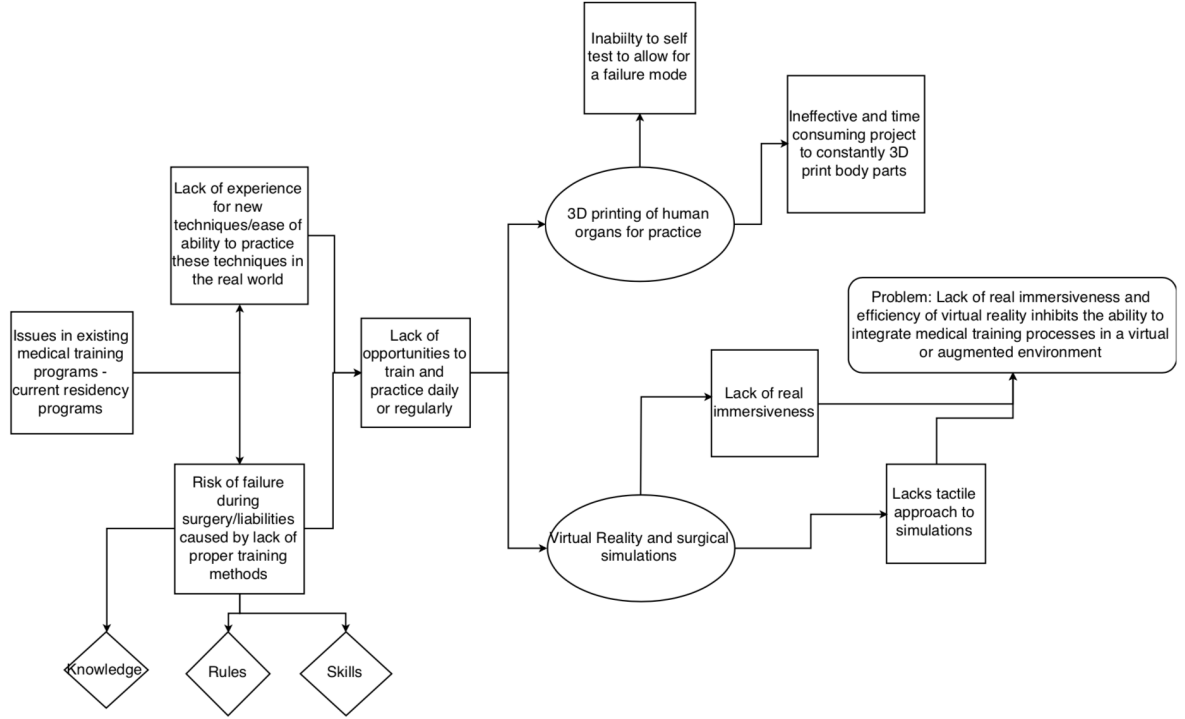 Inabiilty to self
test to allow for
a failure mode
Ineffective and time
consuming project
to constantly 3D
print body parts
Lack of experience
for new
techniques/ease of
ability to practice
these techniques in
the real world
3D printing of human
organs for practice
Problem: Lack of real immersiveness and
efficiency of virtual reality inhibits the ability to
integrate medical training processes in a virtual
or augmented environment
Issues in existing
medical training
programs -
current residency
programs
Lack of
opportunities to
train and
practice daily
or regularly
Lack of real
immersiveness
Risk of failure
during
surgery/liabilities
caused by lack of
proper training
methods
Virtual Reality and surgical
simulations
Lacks tactile
approach to
simulations
Knowledge
Rules
Skills